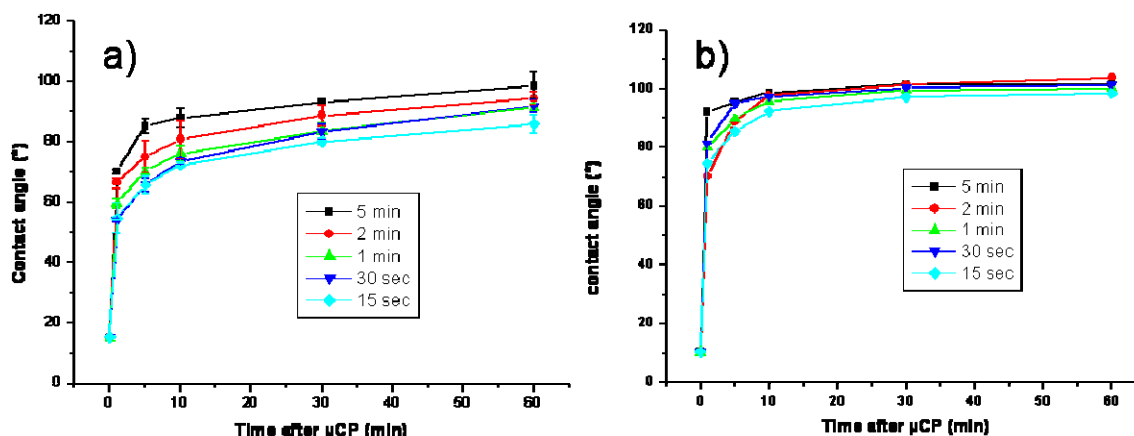 a)
120
100
80
60
40
20
0
Contact angle (°)
5 min
2 min
1 min
30 sec
15 sec
0 10 20 30 40 50 60
Time after µCP (min)
b)
120
100
80
60
40
20
0
contact angle (°)
5 min
2 min
1 min
30 sec
15 sec
0 10 20 30 40 50 60
Time after µCP (min)